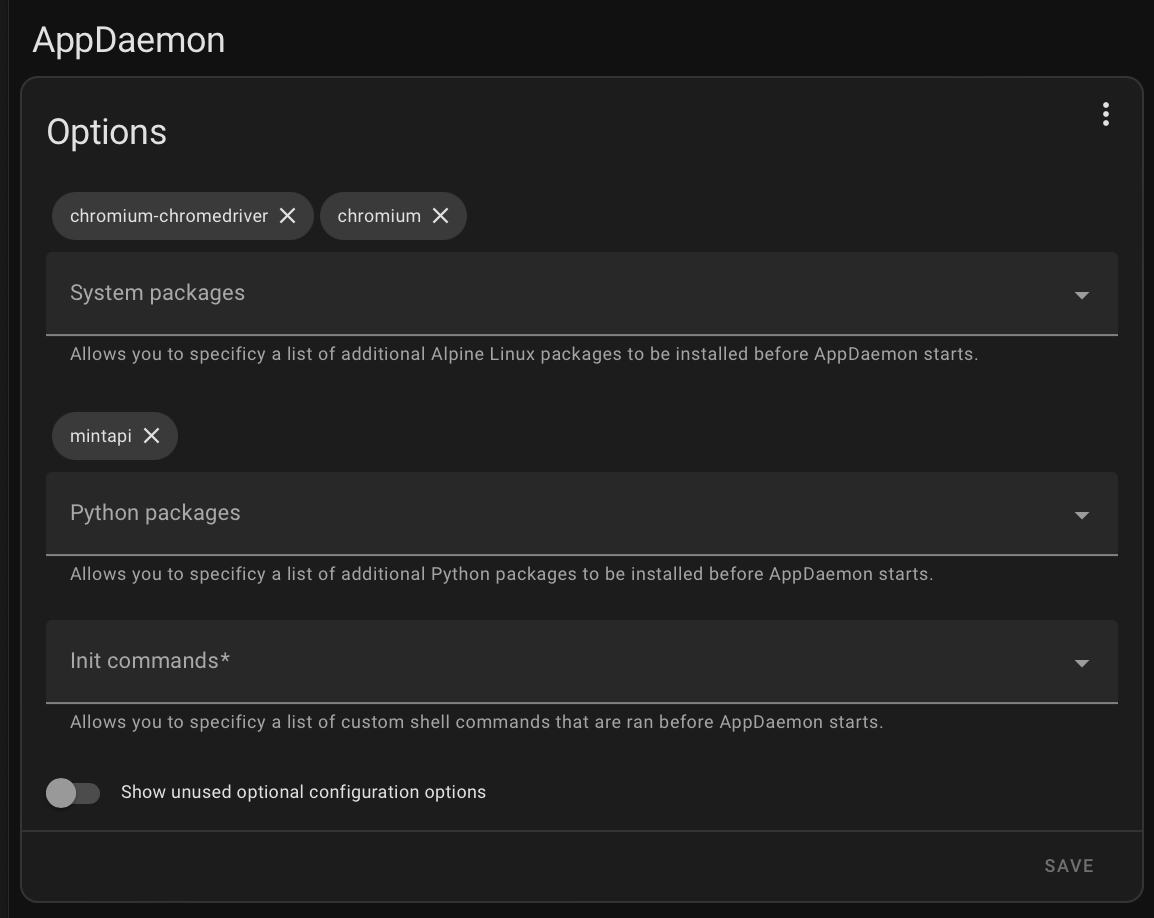 AppDaemon
Options
chromium-chromedriver
chromium
System packages
Allows you to specificy a list of additional Alpine Linux packages to be installed before AppDaemon starts.
mintapi
Python packages
Allows you to specificy a list of additional Python packages to be installed before AppDaemon starts.
Init commands*
Allows you to specificy a list of custom shell commands that are ran before AppDaemon starts.
Show unused optional configuration options
SAVE